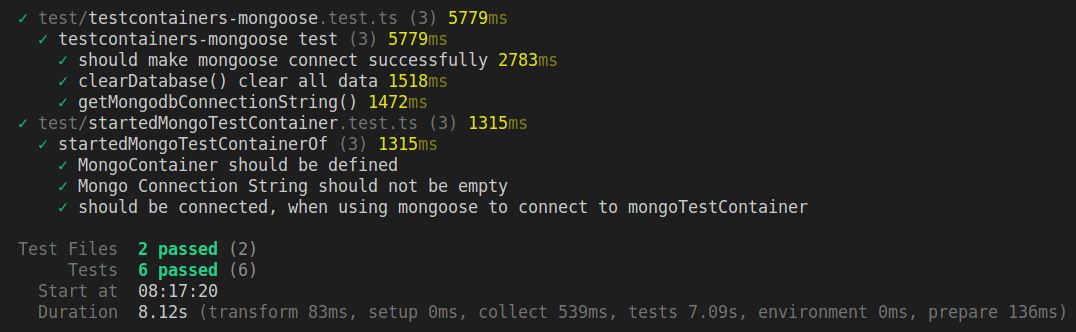 ✓ test/testcontainers-mongoose.test.ts (3) 5779ms
✓ testcontainers-mongoose test (3) 5779ms
✓ should make mongoose connect successfully 2783ms
✓ clearDatabase() clear all data 1518ms
✓ getMongodbConnectionString() 1472ms
✓ test/startedMongoTestContainer.test.ts (3) 1315ms
✓ startedMongoTestContainerOf (3) 1315ms
✓ MongoContainer should be defined
✓ Mongo Connection String should not be empty
✓ should be connected, when using mongoose to connect to mongoTestContainer
Test Files 2 passed (2)
Tests 6 passed (6)
Start at 08:17:20
Duration 8.12s (transform 83ms, setup 0ms, collect 539ms, tests 7.09s, environment 0ms, prepare 136ms)